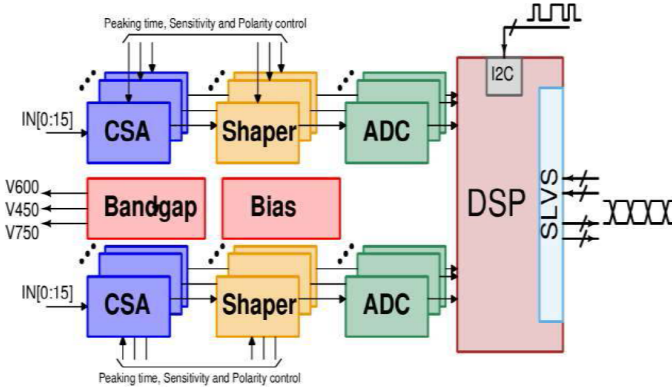 Peaking time, Sensitivity and Polarity control
I2C
IN[0:15]
CSA
Shaper
ADC
V600
V450
V750
Bandgap
Bias
DSP
SLVS
IN[0:15]
CSA
Shaper
ADC
Peaking time, Sensitivity and Polarity control